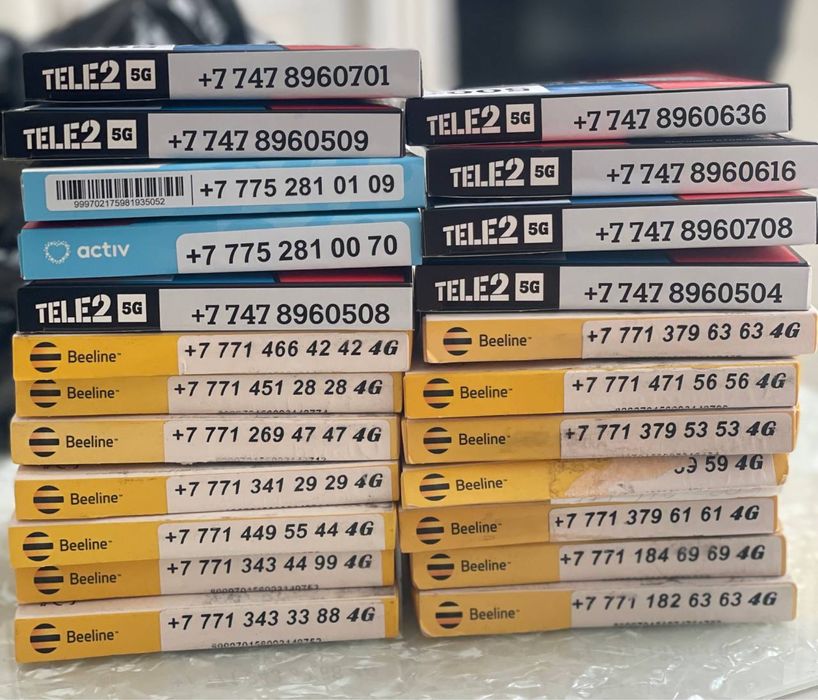 TELE2 5G +7 747 8960701
TELE2 5G +7 747 8960509
+7 775 281 01 09
999702175981935052
activ +7 775 281 00 70
TELE2 5G +7 747 8960508
Beeline +7 771 466 42 42 4G
Beeline +7 771 451 28 28 4G
Beeline +7 771 269 47 47 4G
Beeline +7 771 341 29 29 4G
Beeline +7 771 449 55 44 4G
Beeline +7 771 343 44 99 4G
Beeline +7 771 343 33 88 4G
TELE2 5G +7 747 8960636
TELE2 5G +7 747 8960616
TELE2 5G +7 747 8960708
TELE2 5G +7 747 8960504
Beeline +7 771 379 63 63 4G
Beeline +7 771 471 56 56 4G
Beeline +7 771 379 53 53 4G
Beeline 59 4G
Beeline +7 771 379 61 61 4G
Beeline +7 771 184 69 69 4G
Beeline +7 771 182 63 63 4G